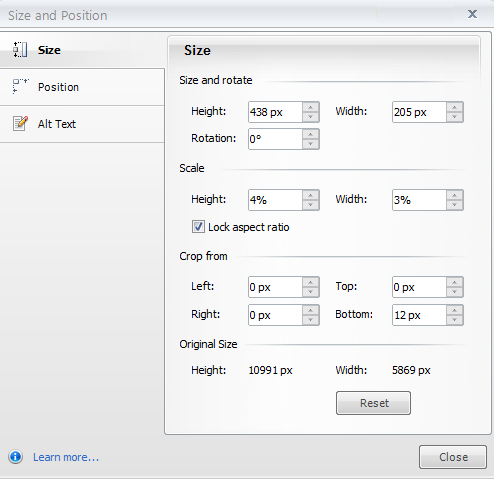 Size and Position
Size
Position
Alt Text
Size
Size and rotate
Height: 438 px Width: 205 px
Rotation: 0°
Scale
Height: 4% Width: 3%
Lock aspect ratio
Crop from
Left: 0 px Top: 0 px
Right: 0 px Bottom: 12 px
Original Size
Height: 10991 px Width: 5869 px
Reset
Learn more...
Close